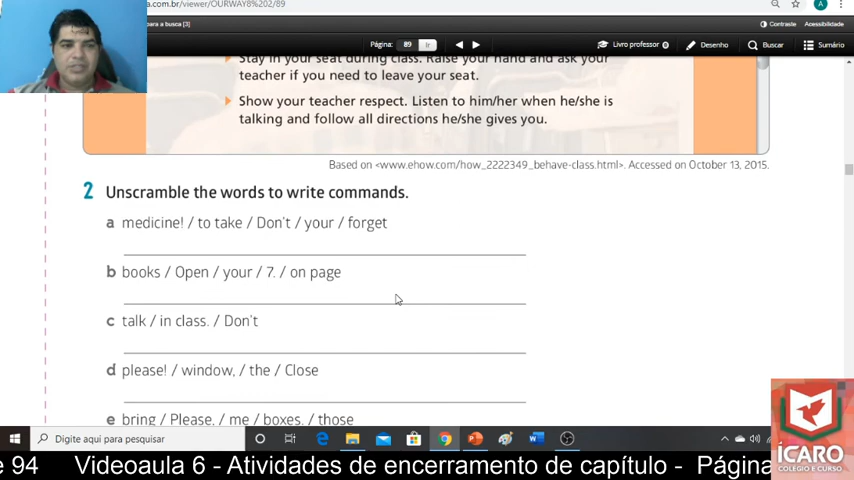 a.com.br/viewer/OURWAY8%202/89
para a busca [3]
Contraste
Acessibilidade
Página:
89
Ir
Livro professor
Desenho
Buscar
Sumário
Stay in your seat during class. Raise your hand and ask your
teacher if you need to leave your seat.
Show your teacher respect. Listen to him/her when he/she is
talking and follow all directions he/she gives you.
Based on <www.ehow.com/how_2222349_behave-class.html>. Accessed on October 13, 2015.
2 Unscramble the words to write commands.
a medicine! / to take / Don't / your / forget
b books / Open / your / 7. / on page
c talk / in class. / Don't
d please! / window, / the / Close
e bring / Please, / me / boxes. / those
Digite aqui para pesquisar
ÍCARO
COLÉGIO E CURSO
e 94 Videoaula 6 - Atividades de encerramento de capítulo - Página